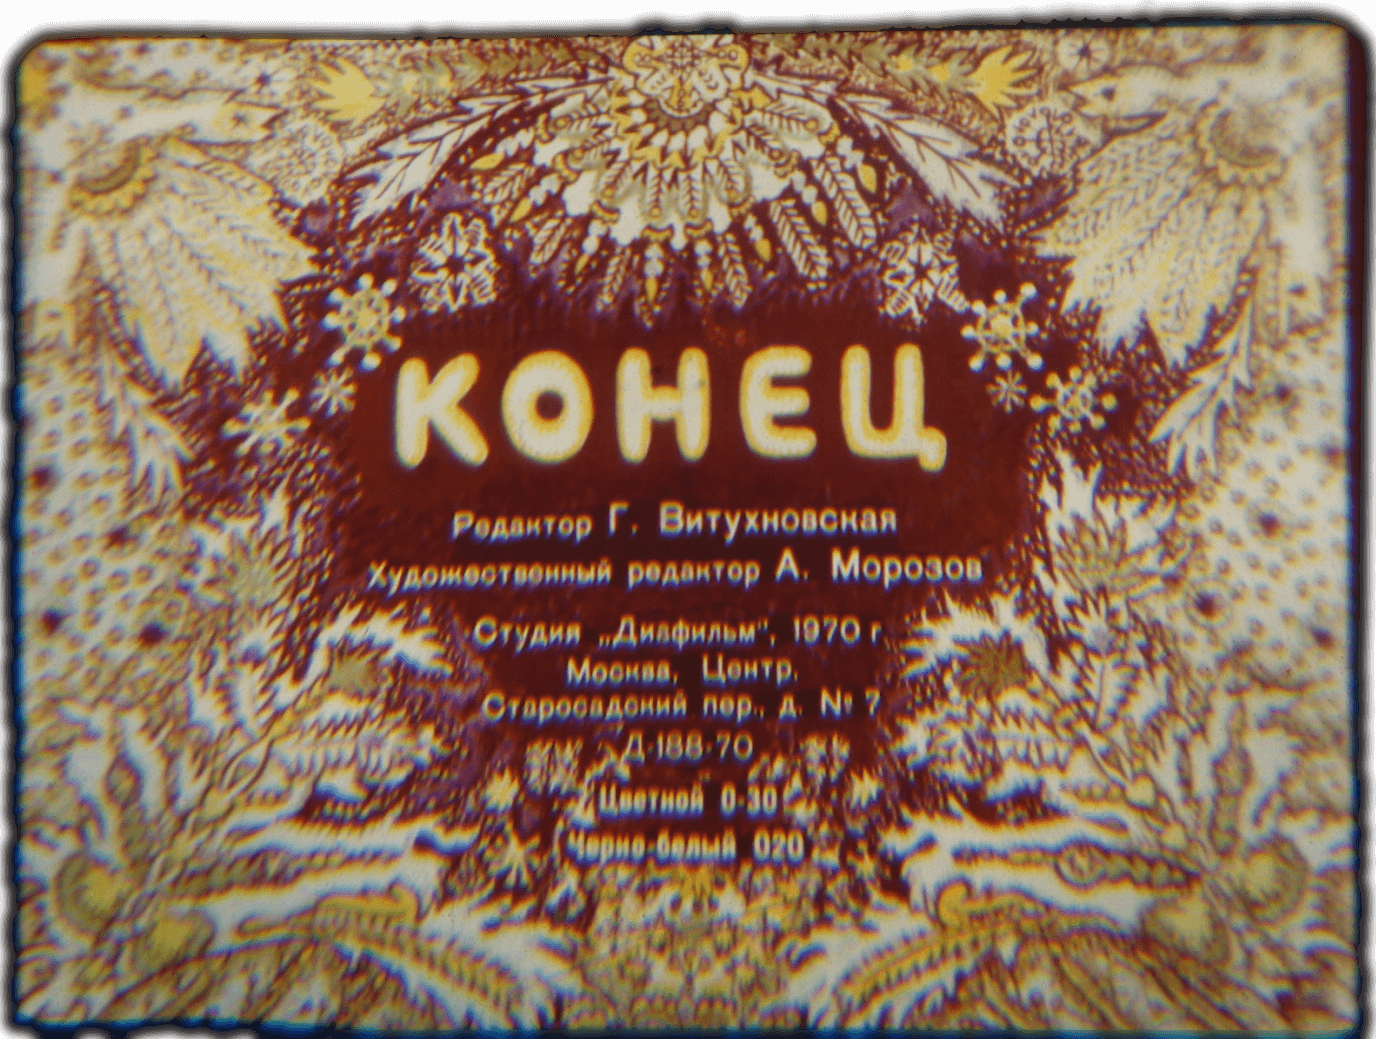 КОНЕЦ
Редактор Г. Витухновская
Художественный редактор А. Морозов
Студия „Диафильм", 1970 г.
Москва, Центр,
Старосадский пер., д. № 7
Д-188-70
Цветной 0-30
Черно-белый 020